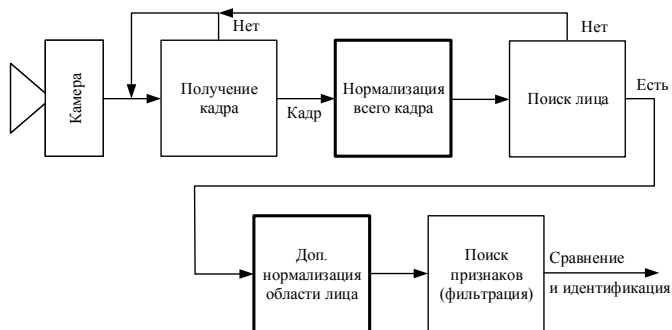 Нет
Нет
Камера
Получение
кадра
Кадр
Нормализация
всего кадра
Поиск лица
Есть
Доп.
нормализация
области лица
Поиск
признаков
(фильтрация)
Сравнение
и идентификация